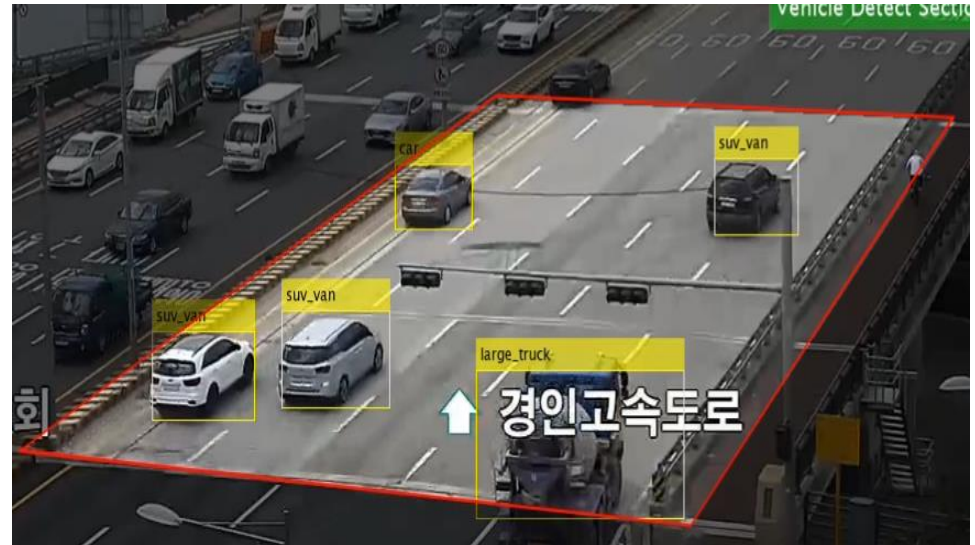 Vehicle Detect Sectio
60 60 60 60 60
car
suv_van
suv_van
suv_van
large_truck
회
경인고속도로